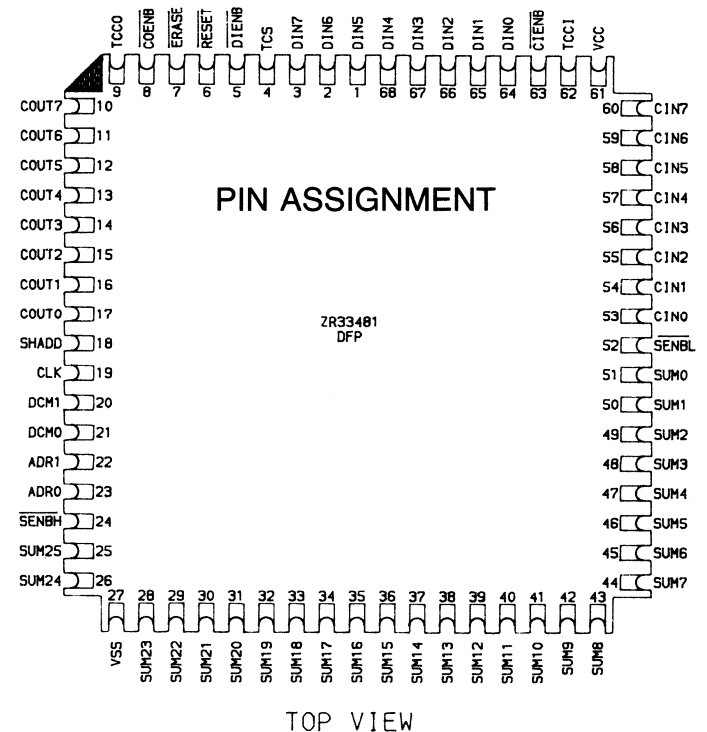 TCCO C̅O̅E̅N̅B̅ E̅R̅A̅S̅E̅ R̅E̅S̅E̅T̅ D̅I̅E̅N̅B̅ TCS DIN7 DIN6 DIN5 DIN4 DIN3 DIN2 DIN1 DIN0 C̅I̅E̅N̅B̅ TCCI VCC
9 8 7 6 5 4 3 2 1 68 67 66 65 64 63 62 61
COUT7 10
COUT6 11
COUT5 12
COUT4 13
COUT3 14
COUT2 15
COUT1 16
COUT0 17
SHADD 18
CLK 19
DCM1 20
DCM0 21
ADR1 22
ADR0 23
S̅E̅N̅B̅H̅ 24
SUM25 25
SUM24 26
PIN ASSIGNMENT
ZR33481
DFP
60 CIN7
59 CIN6
58 CIN5
57 CIN4
56 CIN3
55 CIN2
54 CIN1
53 CIN0
52 S̅E̅N̅B̅L̅
51 SUM0
50 SUM1
49 SUM2
48 SUM3
47 SUM4
46 SUM5
45 SUM6
44 SUM7
27 28 29 30 31 32 33 34 35 36 37 38 39 40 41 42 43
VSS SUM23 SUM22 SUM21 SUM20 SUM19 SUM18 SUM17 SUM16 SUM15 SUM14 SUM13 SUM12 SUM11 SUM10 SUM9 SUM8
TOP VIEW